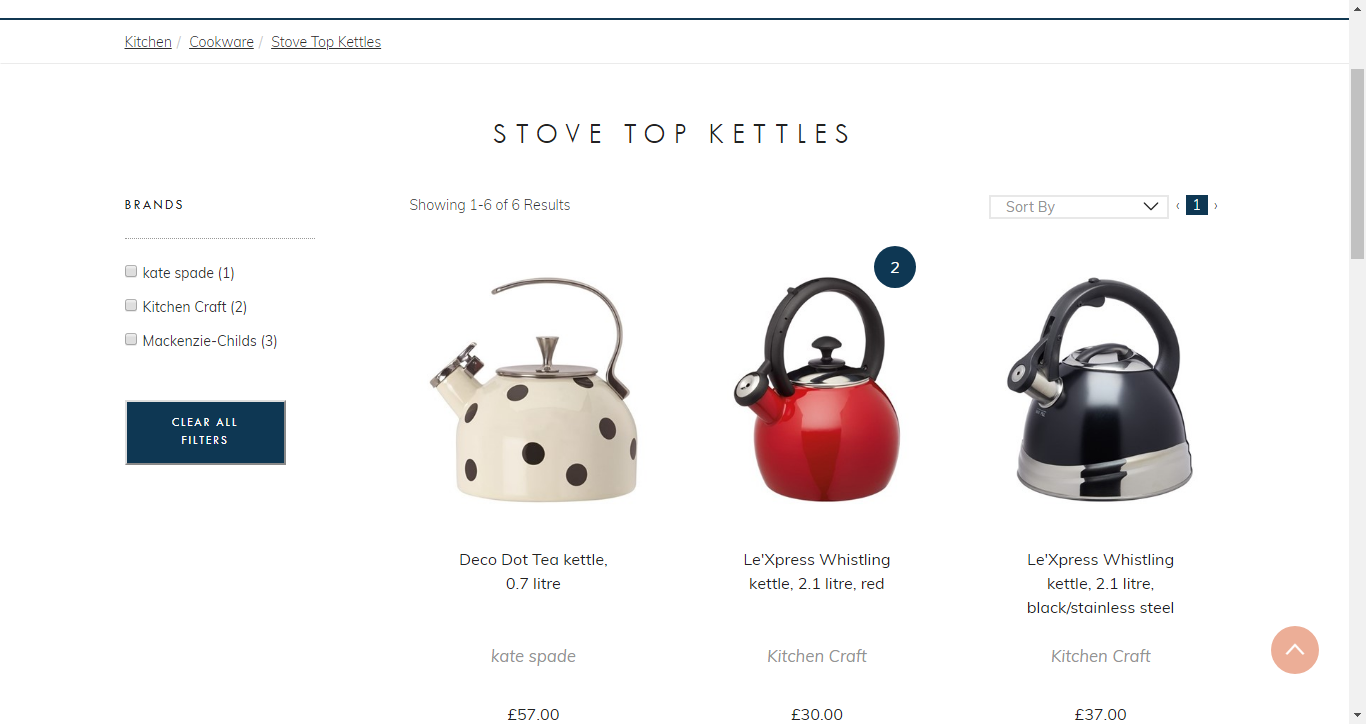 Kitchen / Cookware / Stove Top Kettles
STOVE TOP KETTLES
BRANDS
kate spade (1)
Kitchen Craft (2)
Mackenzie-Childs (3)
CLEAR ALL
FILTERS
Showing 1-6 of 6 Results
Sort By
‹ 1 ›
2
Deco Dot Tea kettle,
0.7 litre
kate spade
£57.00
Le'Xpress Whistling
kettle, 2.1 litre, red
Kitchen Craft
£30.00
Le'Xpress Whistling
kettle, 2.1 litre,
black/stainless steel
Kitchen Craft
£37.00